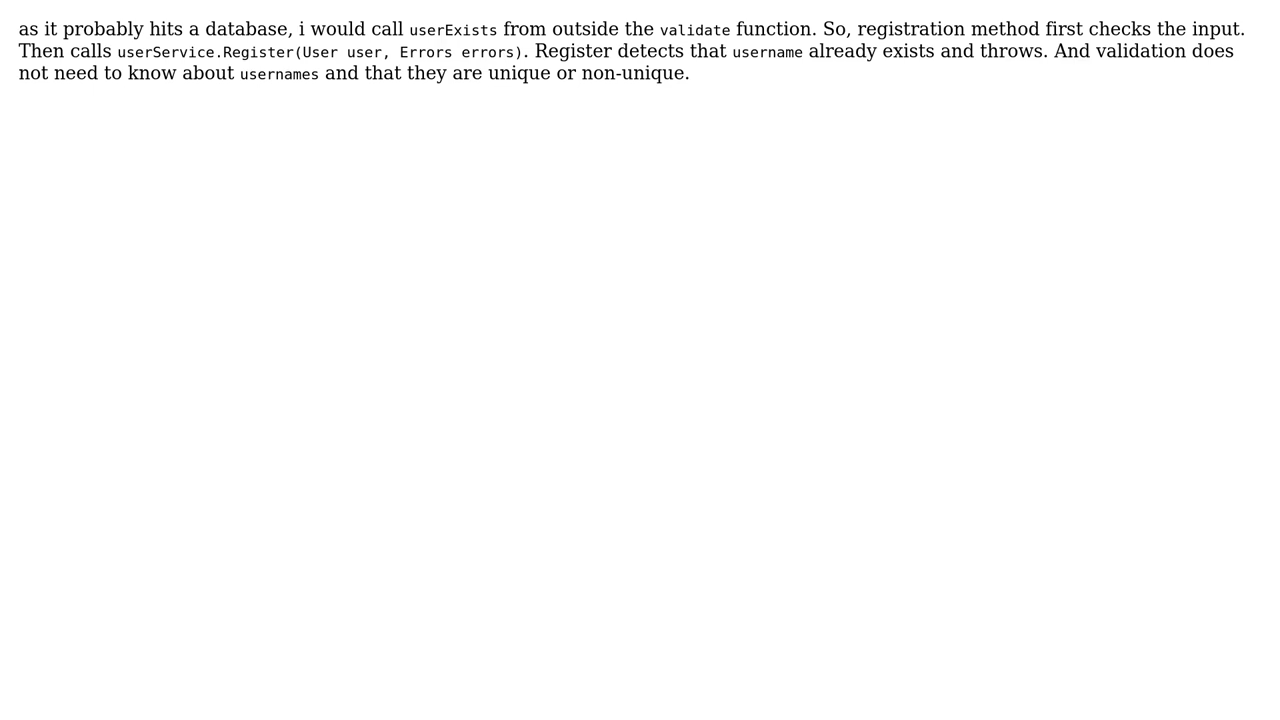 as it probably hits a database, i would call userExists from outside the validate function. So, registration method first checks the input.
Then calls userService.Register(User user, Errors errors). Register detects that username already exists and throws. And validation does
not need to know about usernames and that they are unique or non-unique.